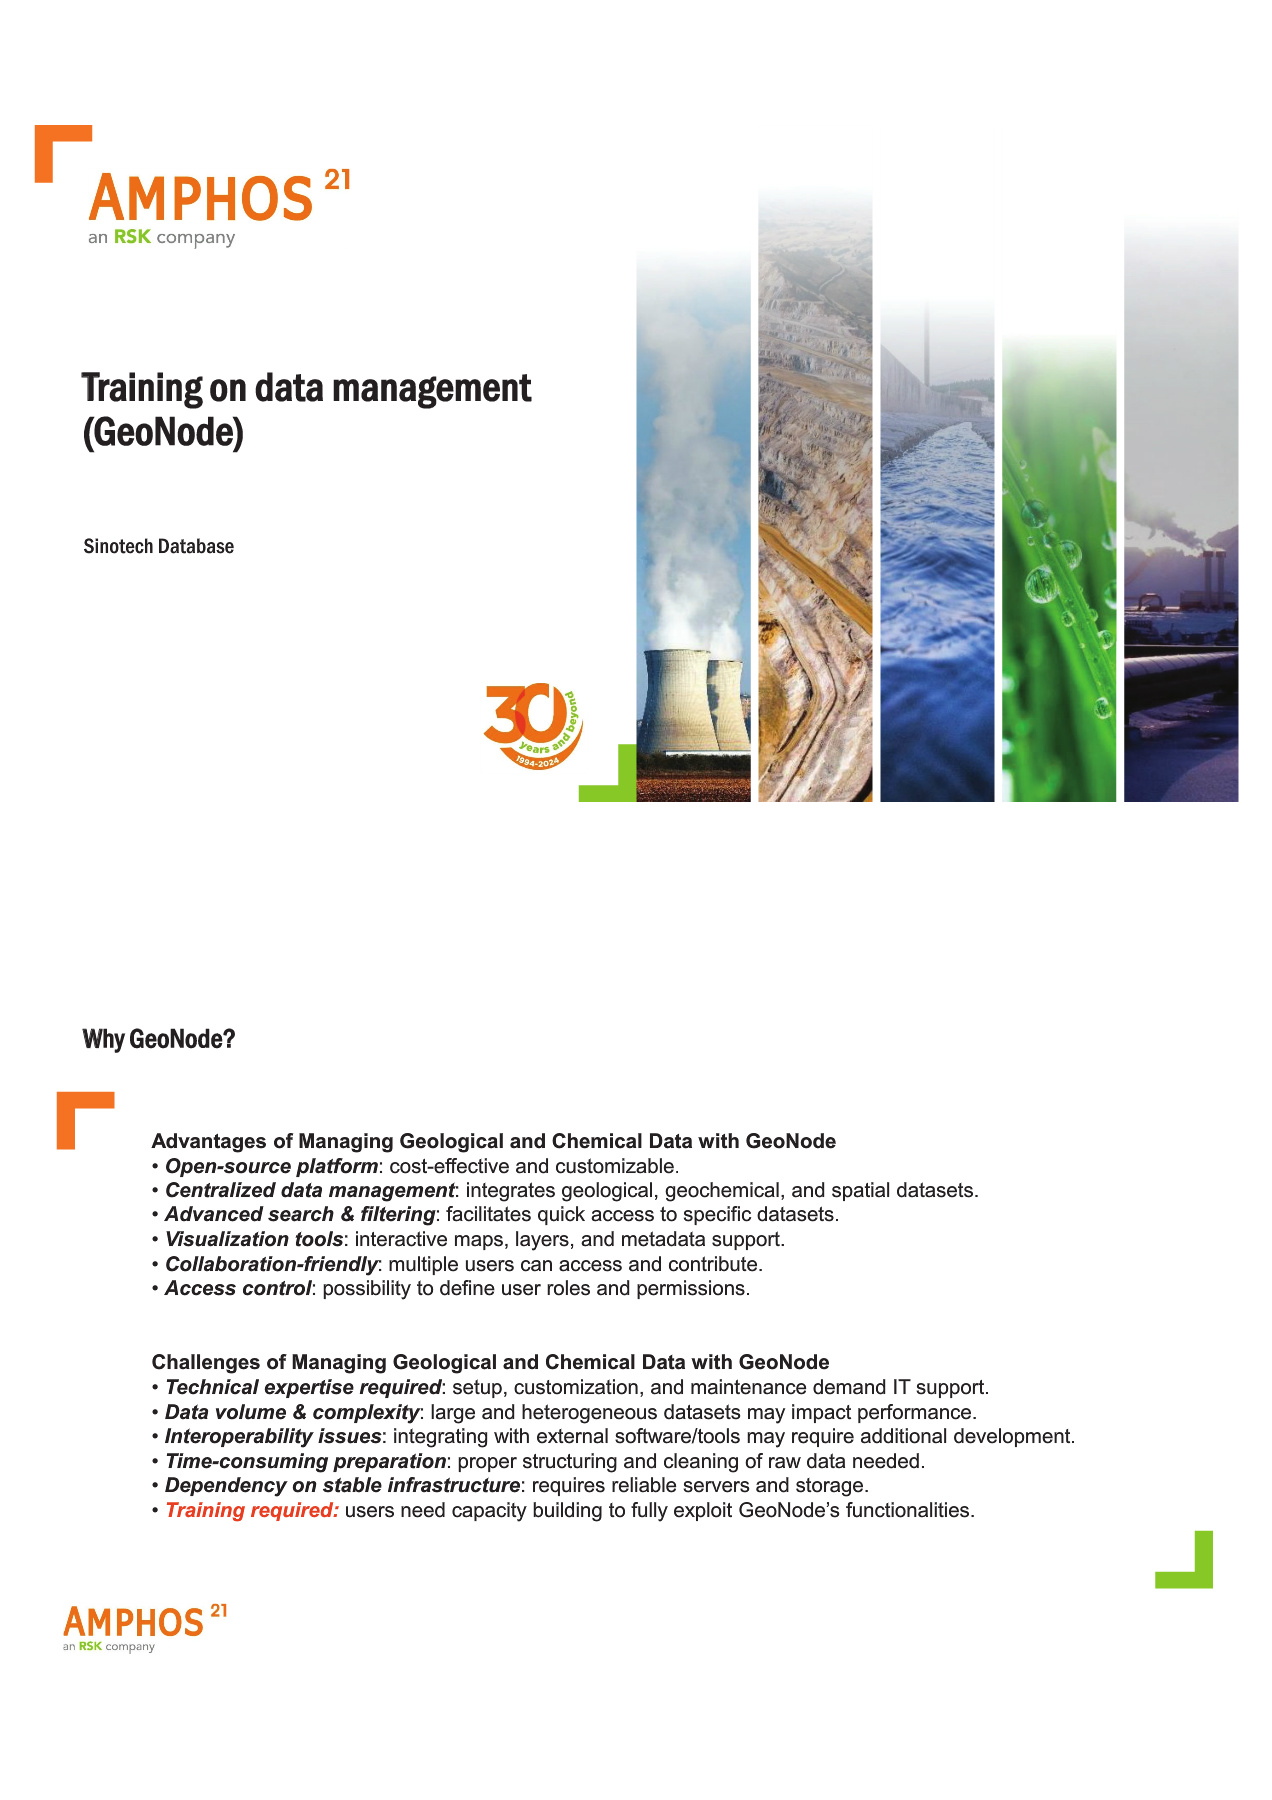 AMPHOS 21
an RSK company
Training on data management
(GeoNode)
Sinotech Database
30
years and beyond
1994-2024
Why GeoNode?
Advantages of Managing Geological and Chemical Data with GeoNode
• Open-source platform: cost-effective and customizable.
• Centralized data management: integrates geological, geochemical, and spatial datasets.
• Advanced search & filtering: facilitates quick access to specific datasets.
• Visualization tools: interactive maps, layers, and metadata support.
• Collaboration-friendly: multiple users can access and contribute.
• Access control: possibility to define user roles and permissions.
Challenges of Managing Geological and Chemical Data with GeoNode
• Technical expertise required: setup, customization, and maintenance demand IT support.
• Data volume & complexity: large and heterogeneous datasets may impact performance.
• Interoperability issues: integrating with external software/tools may require additional development.
• Time-consuming preparation: proper structuring and cleaning of raw data needed.
• Dependency on stable infrastructure: requires reliable servers and storage.
• Training required: users need capacity building to fully exploit GeoNode’s functionalities.
AMPHOS 21
an RSK company